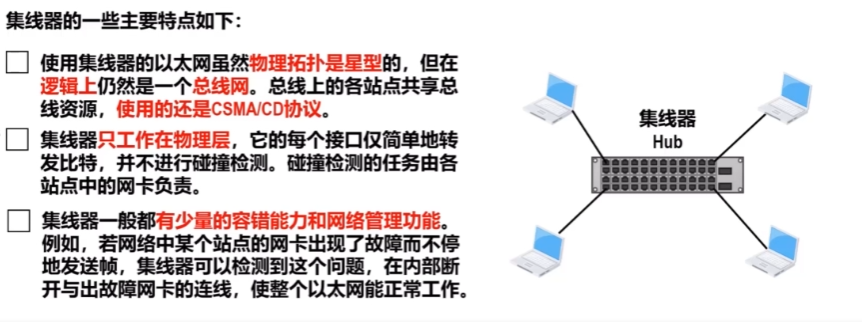 集线器的一些主要特点如下：
使用集线器的以太网虽然物理拓扑是星型的，但在
逻辑上仍然是一个总线网。总线上的各站点共享总
线资源，使用的还是CSMA/CD协议。
集线器只工作在物理层，它的每个接口仅简单地转
发比特，并不进行碰撞检测。碰撞检测的任务由各
站点中的网卡负责。
集线器一般都有少量的容错能力和网络管理功能。
例如，若网络中某个站点的网卡出现了故障而不停
地发送帧，集线器可以检测到这个问题，在内部断
开与出故障网卡的连线，使整个以太网能正常工作。
集线器
Hub